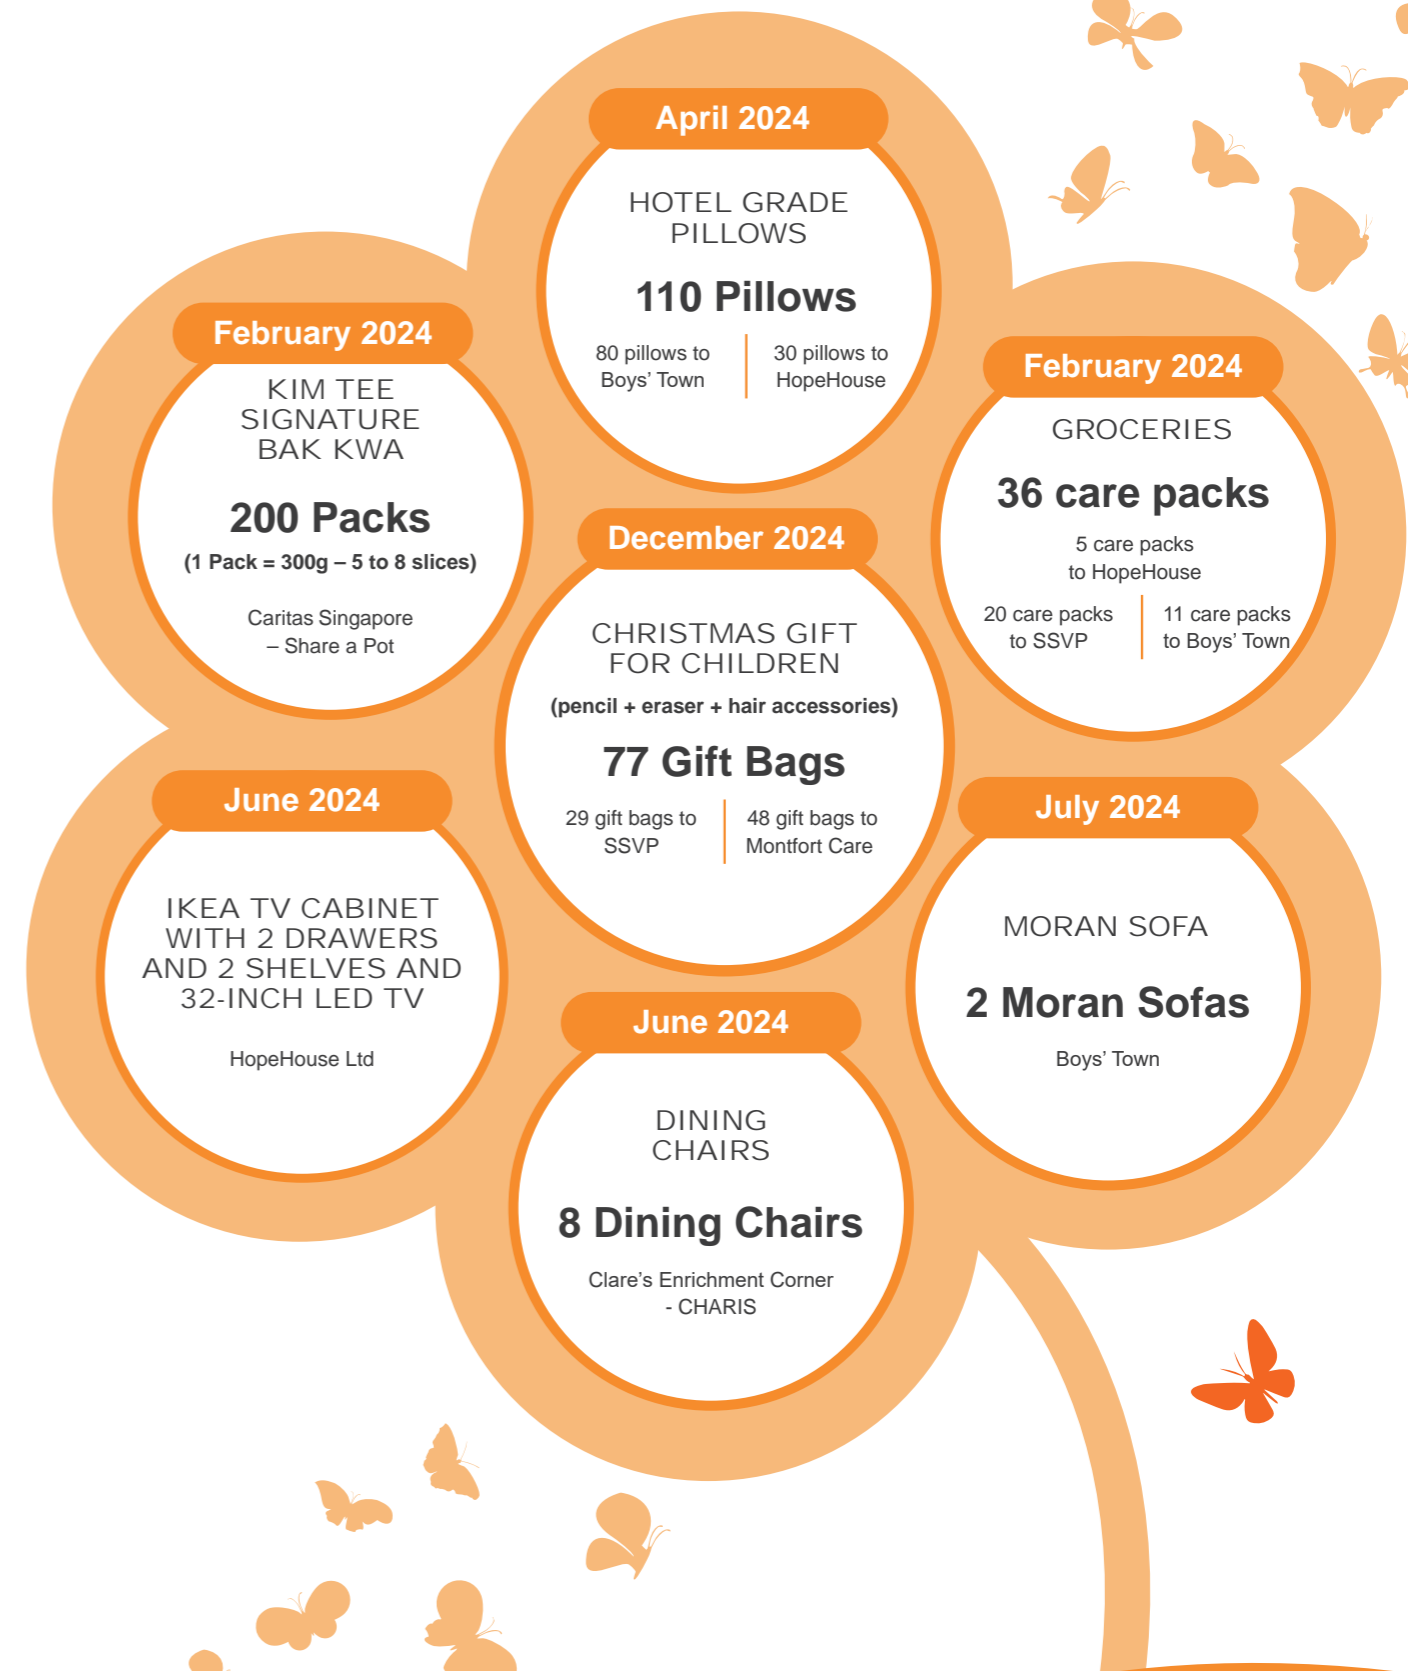 April 2024
HOTEL GRADE
PILLOWS
110 Pillows
80 pillows to
Boys' Town
30 pillows to
HopeHouse
February 2024
KIM TEE
SIGNATURE
BAK KWA
200 Packs
(1 Pack = 300g – 5 to 8 slices)
Caritas Singapore
– Share a Pot
February 2024
GROCERIES
36 care packs
5 care packs
to HopeHouse
20 care packs
to SSVP
11 care packs
to Boys' Town
December 2024
CHRISTMAS GIFT
FOR CHILDREN
(pencil + eraser + hair accessories)
77 Gift Bags
29 gift bags to
SSVP
48 gift bags to
Montfort Care
June 2024
IKEA TV CABINET
WITH 2 DRAWERS
AND 2 SHELVES AND
32-INCH LED TV
HopeHouse Ltd
July 2024
MORAN SOFA
2 Moran Sofas
Boys' Town
June 2024
DINING
CHAIRS
8 Dining Chairs
Clare's Enrichment Corner
- CHARIS